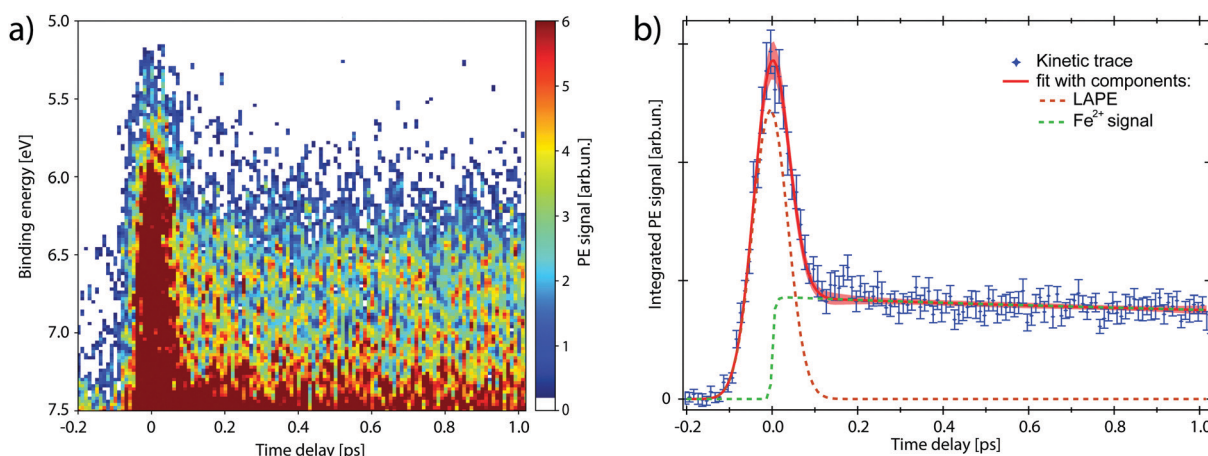 a)
5.0
5.5
6.0
6.5
7.0
7.5
Binding energy [eV]
-0.2 0 0.2 0.4 0.6 0.8 1.0
Time delay [ps]
6
5
4
3
2
1
0
PE signal [arb.un.]
b)
Integrated PE signal [arb.un.]
0
Kinetic trace
fit with components:
LAPE
Fe²⁺ signal
-0.2 0.0 0.2 0.4 0.6 0.8 1.0
Time delay [ps]